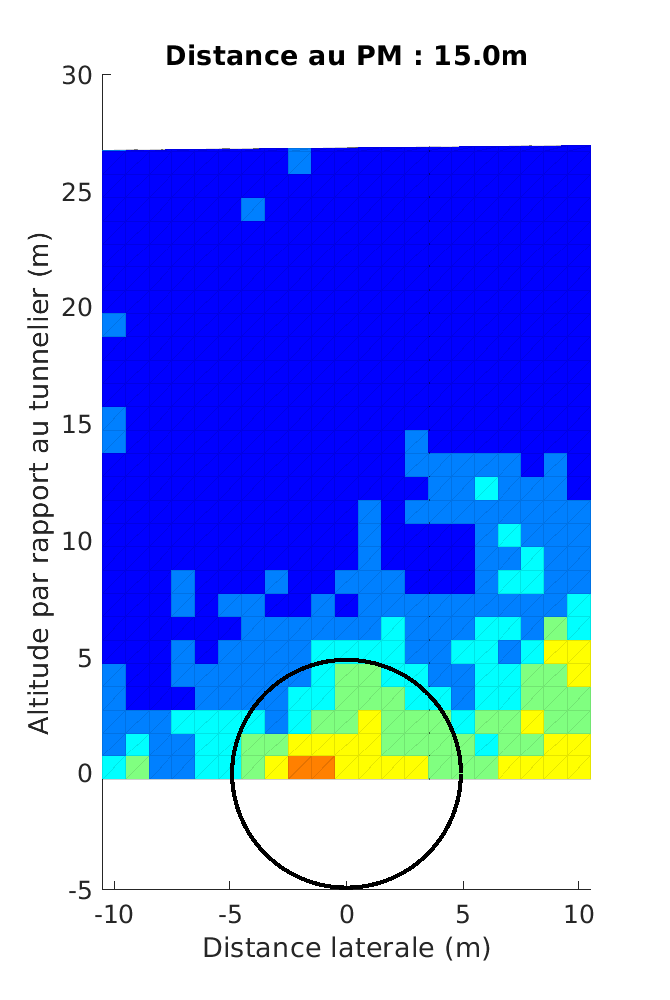 Distance au PM : 15.0m
30
25
20
15
10
5
0
-5
Altitude par rapport au tunnelier (m)
-10 -5 0 5 10
Distance laterale (m)